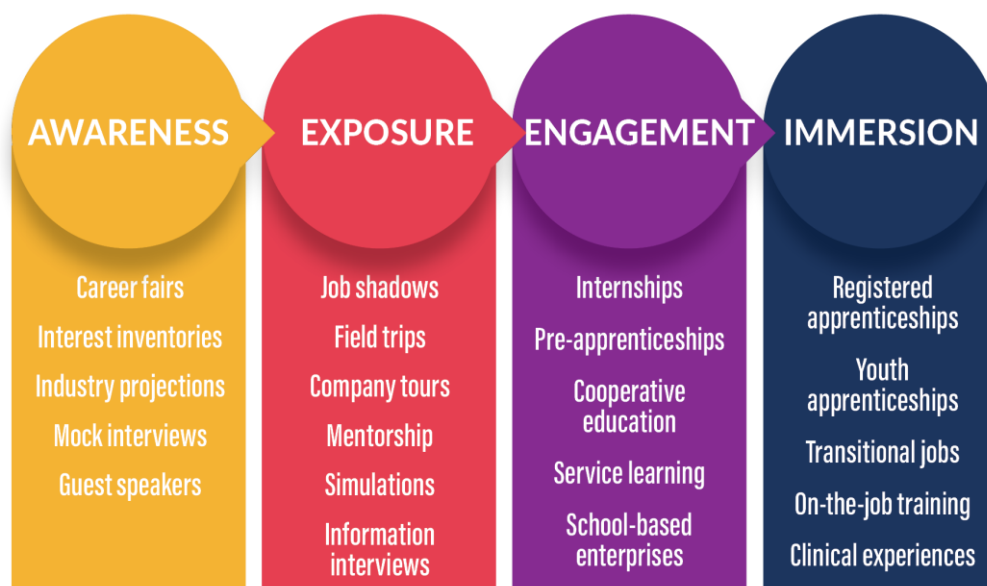 AWARENESS
Career fairs
Interest inventories
Industry projections
Mock interviews
Guest speakers
EXPOSURE
Job shadows
Field trips
Company tours
Mentorship
Simulations
Information
interviews
ENGAGEMENT
Internships
Pre-apprenticeships
Cooperative
education
Service learning
School-based
enterprises
IMMERSION
Registered
apprenticeships
Youth
apprenticeships
Transitional jobs
On-the-job training
Clinical experiences